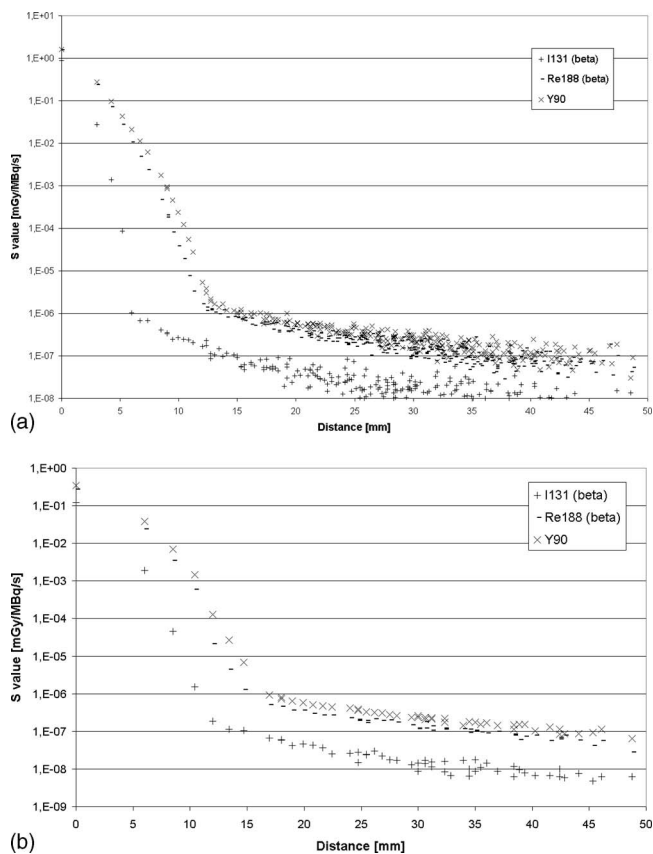 1,E+01
1,E+00
1,E-01
1,E-02
1,E-03
1,E-04
1,E-05
1,E-06
1,E-07
1,E-08
S value [mGy/MBq/s]
I131 (beta)
Re188 (beta)
Y90
0 5 10 15 20 25 30 35 40 45 50
Distance [mm]
(a)
1,E+00
1,E-01
1,E-02
1,E-03
1,E-04
1,E-05
1,E-06
1,E-07
1,E-08
1,E-09
S value [mGy/MBq/s]
I131 (beta)
Re188 (beta)
Y90
0 5 10 15 20 25 30 35 40 45 50
Distance [mm]
(b)